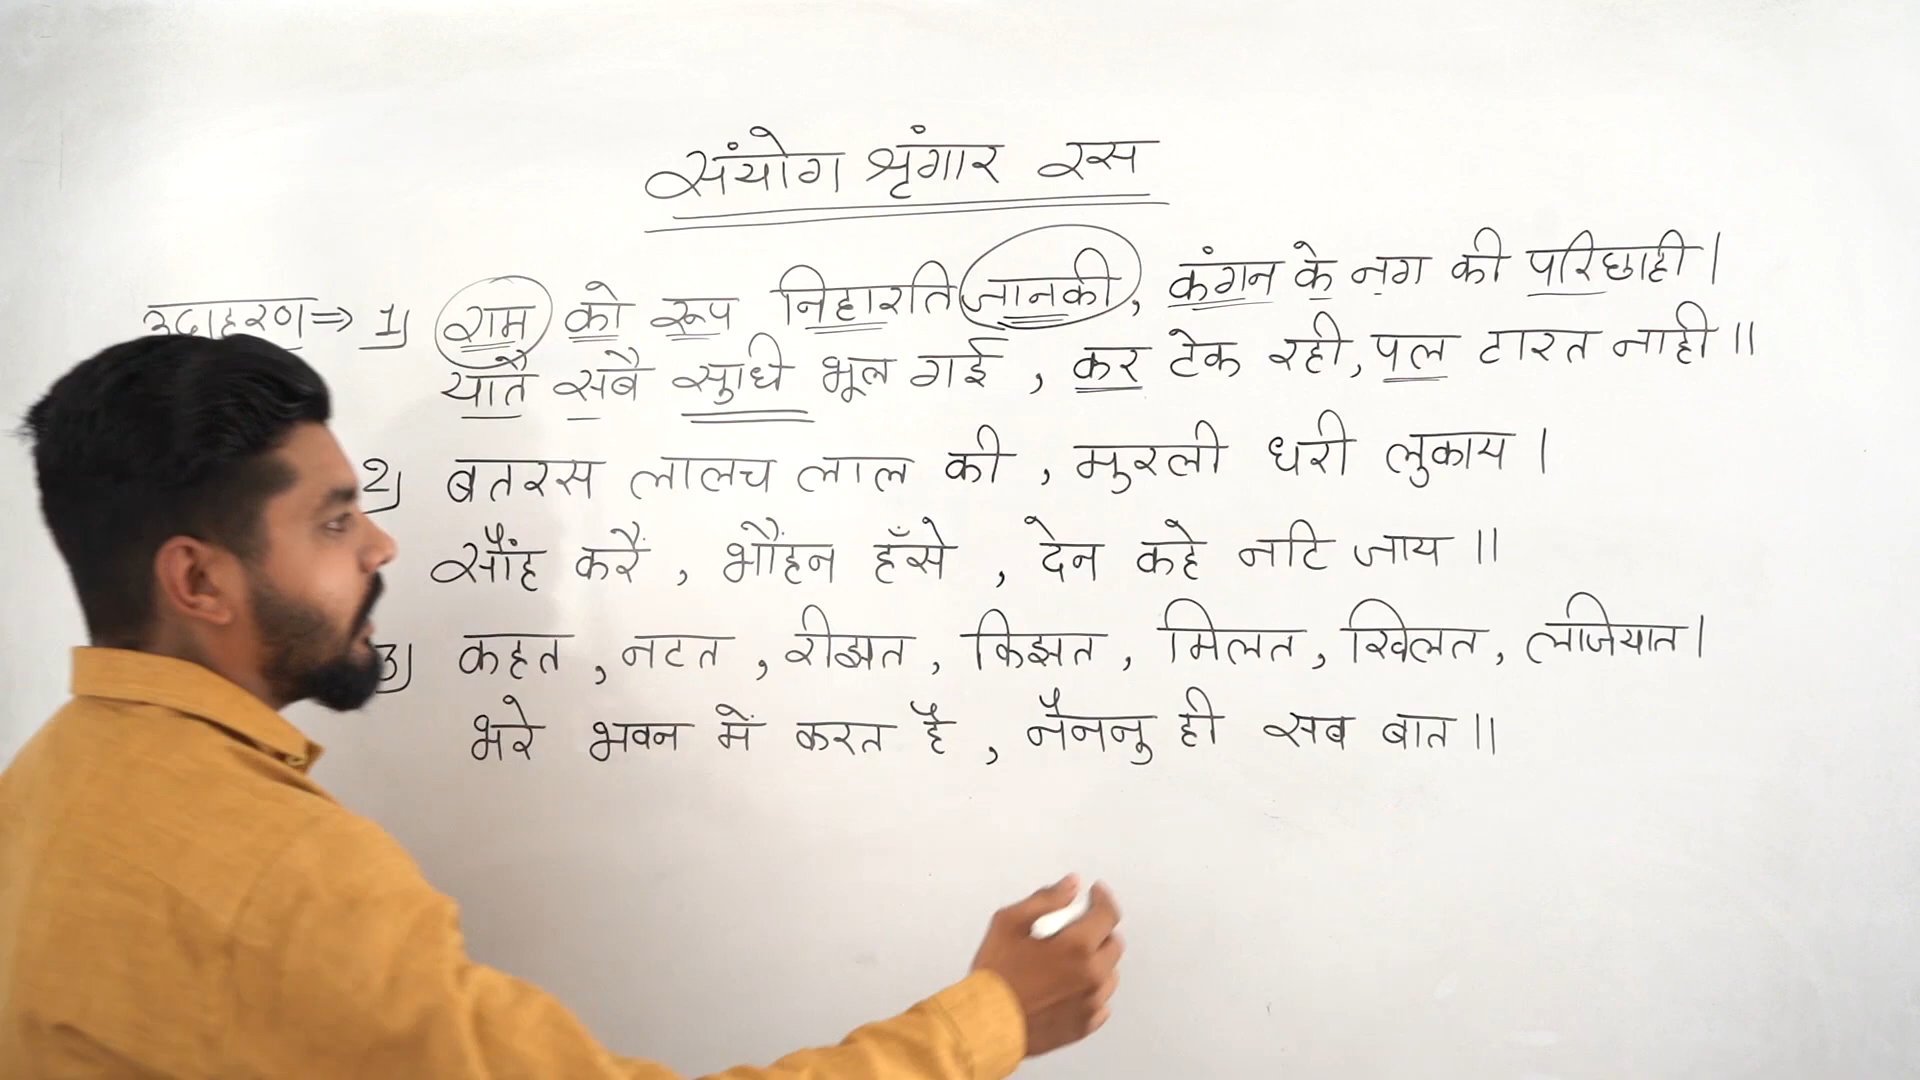 संयोग श्रृंगार रस
उदाहरण ⇒ 1) राम को रूप निहारति जानकी, कंगन के नग की परिछाही।
यातै सबै सुधि भूल गई, कर टेक रही, पल टारत नाही॥
2) बतरस लालच लाल की, मुरली धरी लुकाय।
सौंह करैं, भौंहन हँसे, देन कहे नटि जाय॥
3) कहत, नटत, रीझत, किझत, मिलत, खिलत, लजियात।
भरे भवन में करत है, नैननु ही सब बात॥